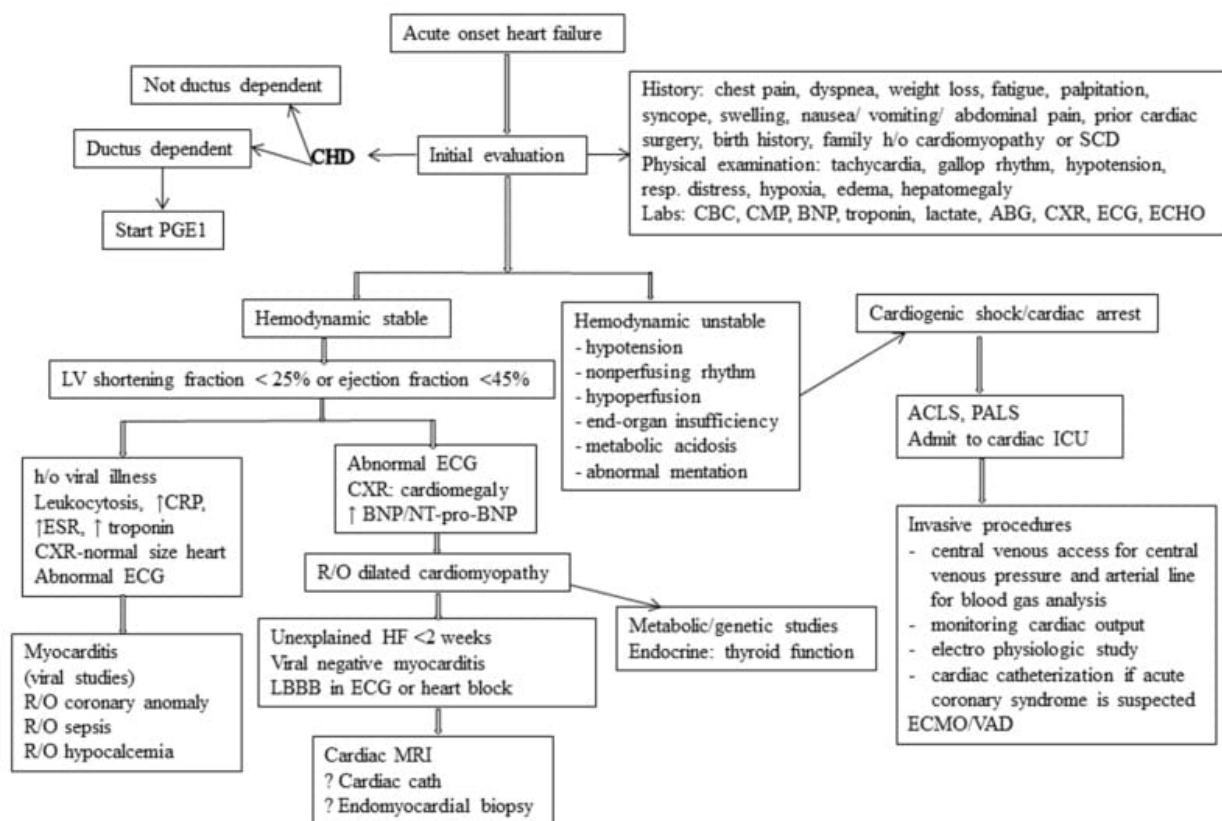 Acute onset heart failure
Not ductus dependent
Ductus dependent
CHD
Initial evaluation
Start PGE1
History: chest pain, dyspnea, weight loss, fatigue, palpitation,
syncope, swelling, nausea/ vomiting/ abdominal pain, prior cardiac
surgery, birth history, family h/o cardiomyopathy or SCD
Physical examination: tachycardia, gallop rhythm, hypotension,
resp. distress, hypoxia, edema, hepatomegaly
Labs: CBC, CMP, BNP, troponin, lactate, ABG, CXR, ECG, ECHO
Hemodynamic stable
LV shortening fraction < 25% or ejection fraction <45%
h/o viral illness
Leukocytosis, ↑CRP,
↑ESR, ↑ troponin
CXR-normal size heart
Abnormal ECG
Myocarditis
(viral studies)
R/O coronary anomaly
R/O sepsis
R/O hypocalcemia
Abnormal ECG
CXR: cardiomegaly
↑ BNP/NT-pro-BNP
R/O dilated cardiomyopathy
Unexplained HF <2 weeks
Viral negative myocarditis
LBBB in ECG or heart block
Cardiac MRI
? Cardiac cath
? Endomyocardial biopsy
Metabolic/genetic studies
Endocrine: thyroid function
Hemodynamic unstable
- hypotension
- nonperfusing rhythm
- hypoperfusion
- end-organ insufficiency
- metabolic acidosis
- abnormal mentation
Cardiogenic shock/cardiac arrest
ACLS, PALS
Admit to cardiac ICU
Invasive procedures
- central venous access for central
venous pressure and arterial line
for blood gas analysis
- monitoring cardiac output
- electro physiologic study
- cardiac catheterization if acute
coronary syndrome is suspected
ECMO/VAD